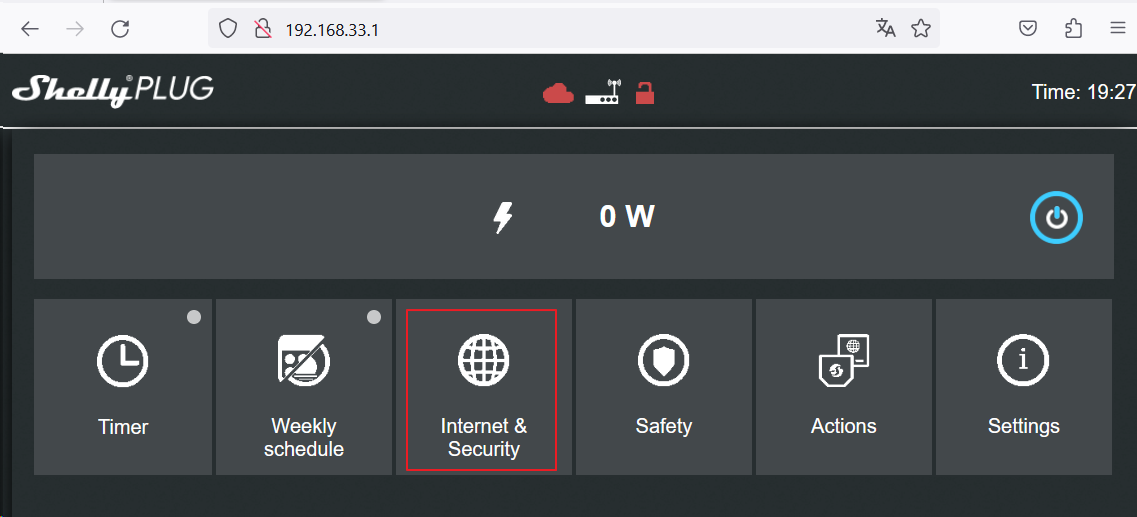 192.168.33.1
Shelly® PLUG
Time: 19:27
0 W
Timer
Weekly
schedule
Internet &
Security
Safety
Actions
Settings